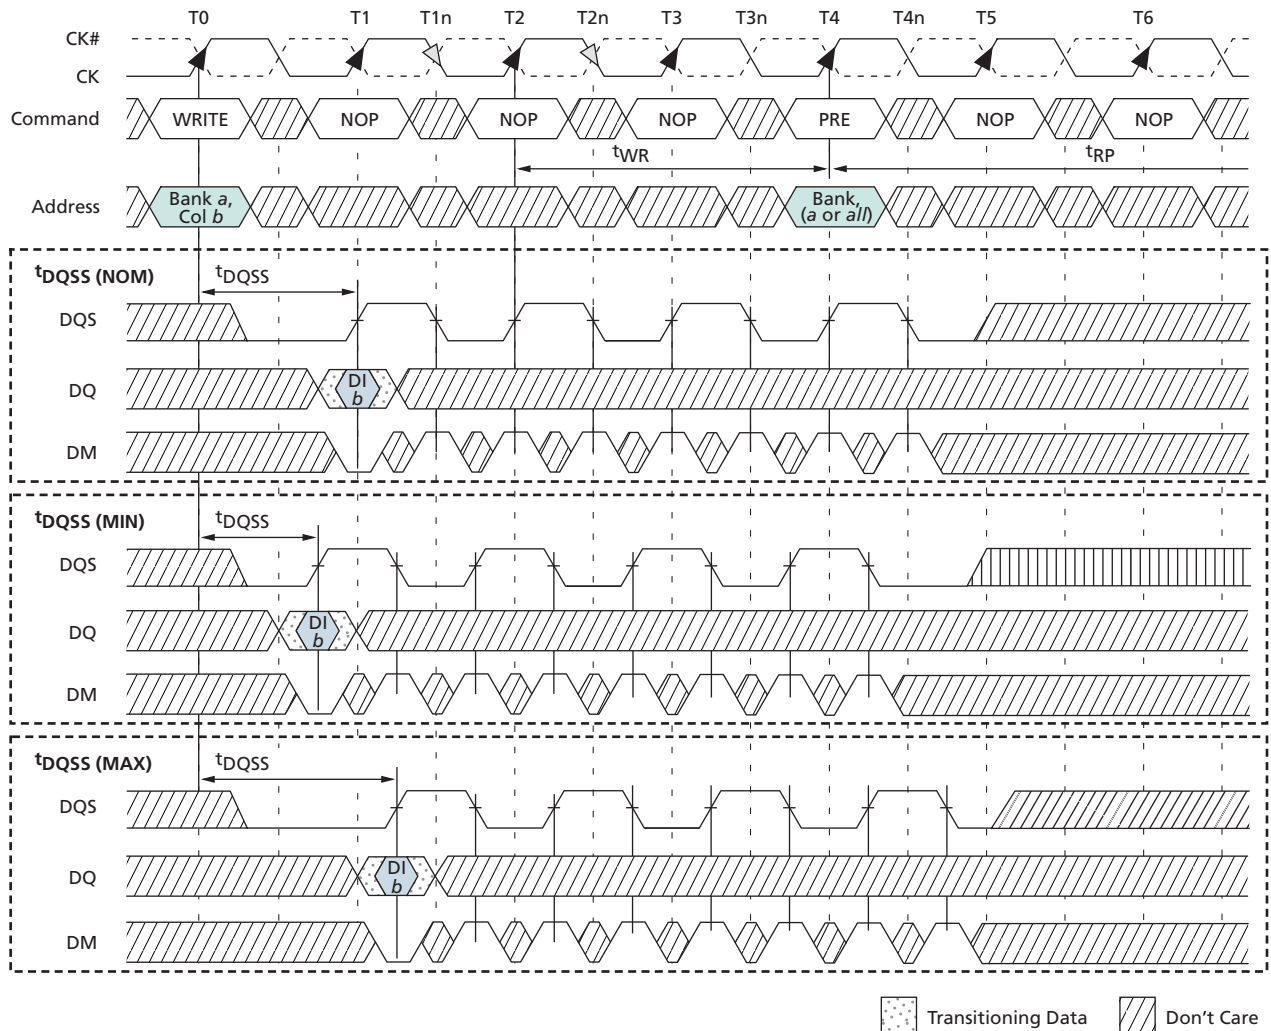 T0 T1 T1n T2 T2n T3 T3n T4 T4n T5 T6
CK#
CK
Command WRITE NOP NOP NOP PRE NOP NOP
tWR tRP
Address Bank a, Col b Bank, (a or all)
tDQSS (NOM) tDQSS
DQS
DQ DI b
DM
tDQSS (MIN) tDQSS
DQS
DQ DI b
DM
tDQSS (MAX) tDQSS
DQS
DQ DI b
DM
Transitioning Data Don't Care